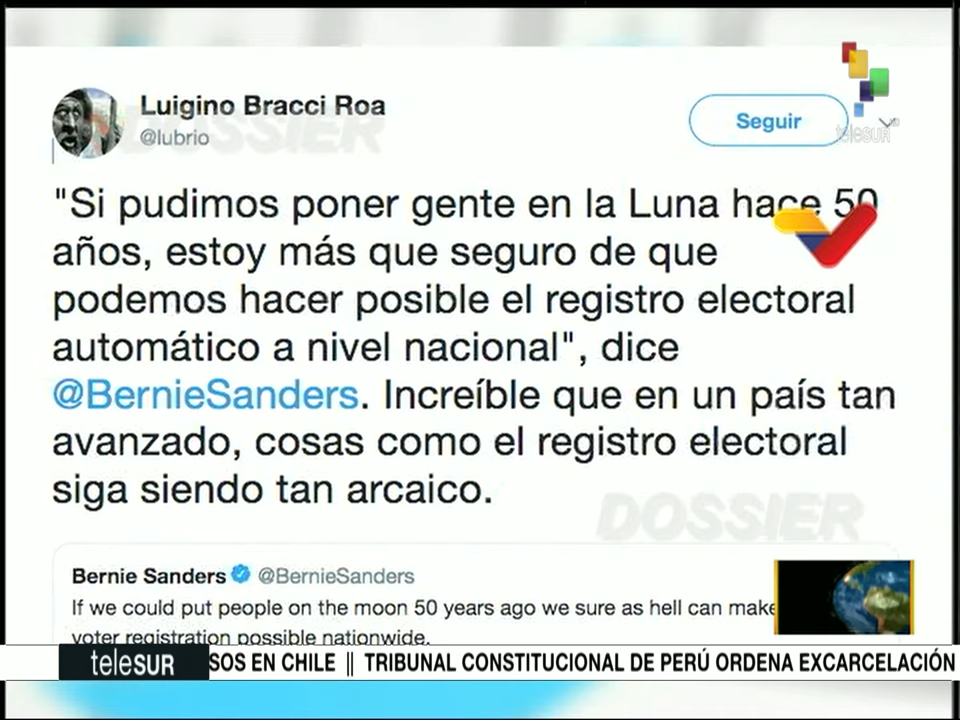 Luigino Bracci Roa
@lubrio
Seguir
teleSUR
DOSSIER
"Si pudimos poner gente en la Luna hace 50
años, estoy más que seguro de que
podemos hacer posible el registro electoral
automático a nivel nacional", dice
@BernieSanders. Increíble que en un país tan
avanzado, cosas como el registro electoral
siga siendo tan arcaico.
DOSSIER
Bernie Sanders @BernieSanders
If we could put people on the moon 50 years ago we sure as hell can make
voter registration possible nationwide.
teleSUR SOS EN CHILE || TRIBUNAL CONSTITUCIONAL DE PERÚ ORDENA EXCARCELACIÓN